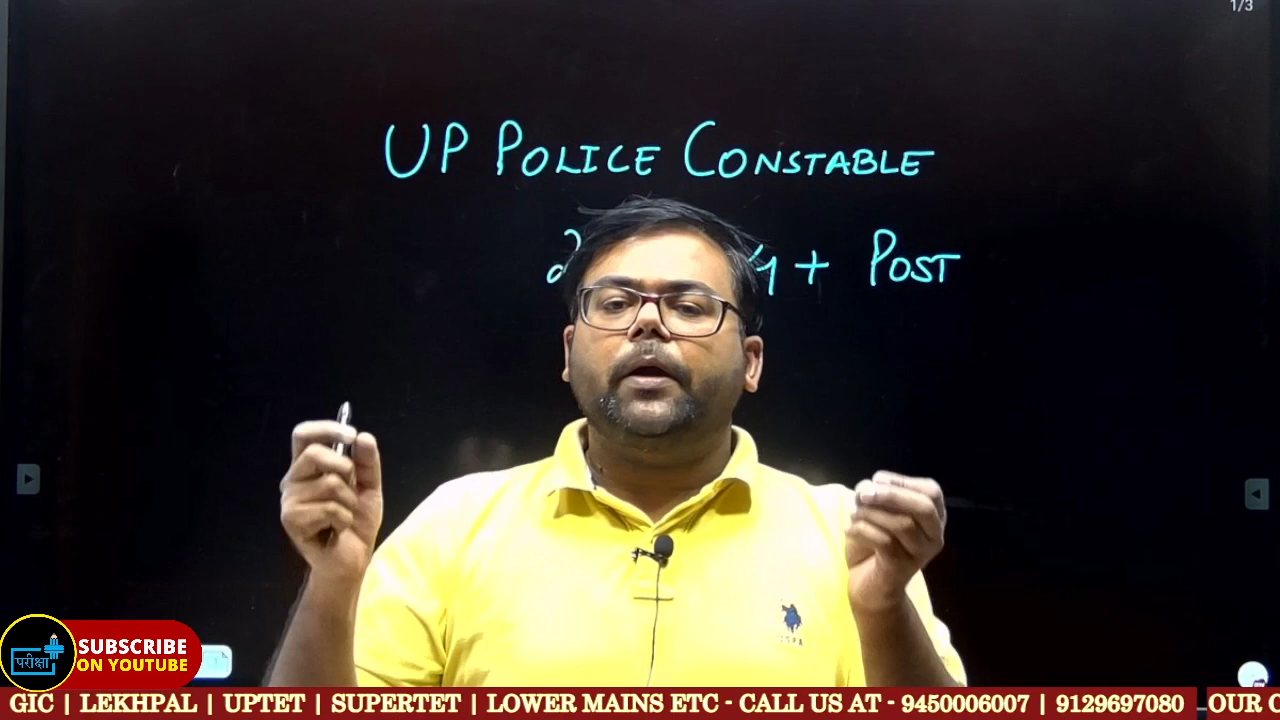 1/3
UP POLICE CONSTABLE
+ POST
USPA
परीक्षा
SUBSCRIBE
ON YOUTUBE
GIC | LEKHPAL | UPTET | SUPERTET | LOWER MAINS ETC - CALL US AT - 9450006007 | 9129697080 | OUR